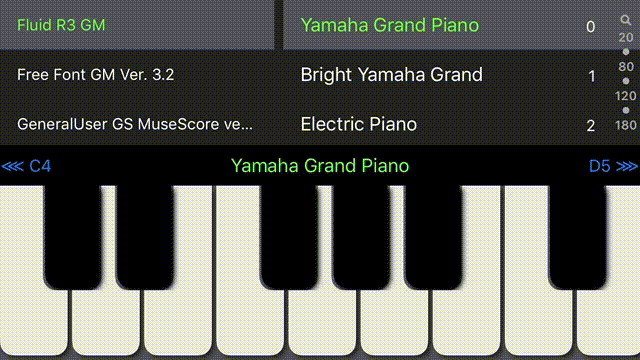 Fluid R3 GM
Yamaha Grand Piano 0
Free Font GM Ver. 3.2
Bright Yamaha Grand 1
GeneralUser GS MuseScore ve...
Electric Piano 2
20
80
120
180
⋘ C4
Yamaha Grand Piano
D5 ⋙